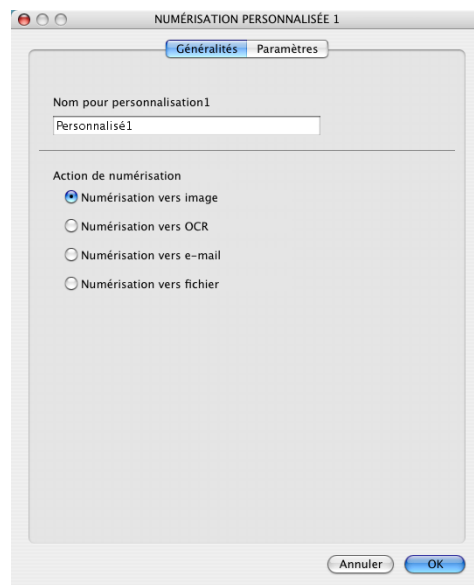 NUMÉRISATION PERSONNALISÉE 1
Généralités Paramètres
Nom pour personnalisation1
Personnalisé1
Action de numérisation
Numérisation vers image
Numérisation vers OCR
Numérisation vers e-mail
Numérisation vers fichier
Annuler OK